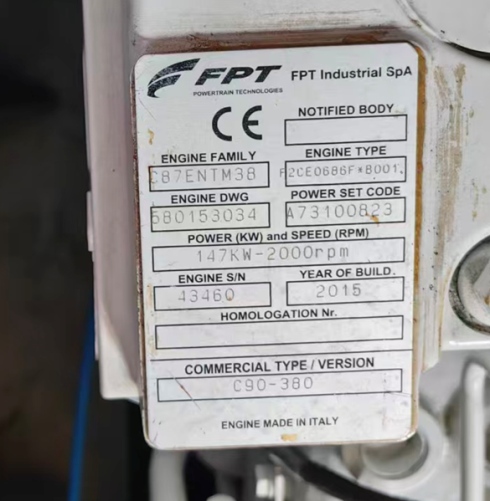 FPT FPT Industrial SpA
POWERTRAIN TECHNOLOGIES
CE
NOTIFIED BODY
ENGINE FAMILY ENGINE TYPE
C87ENTM38 F2CE0686F*B001
ENGINE DWG POWER SET CODE
580153034 A73100823
POWER (KW) and SPEED (RPM)
147KW-2000rpm
ENGINE S/N YEAR OF BUILD.
43460 2015
HOMOLOGATION Nr.
COMMERCIAL TYPE / VERSION
C90-380
ENGINE MADE IN ITALY